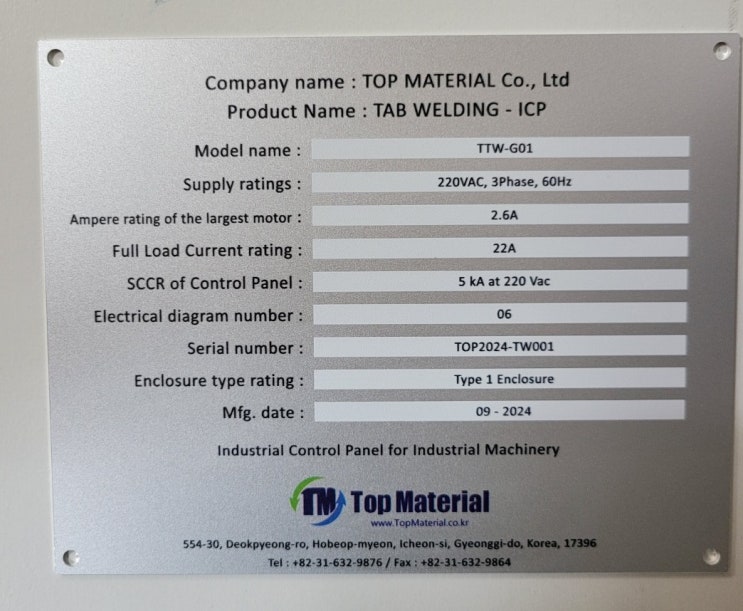 Company name : TOP MATERIAL Co., Ltd
Product Name : TAB WELDING - ICP
Model name : TTW-G01
Supply ratings : 220VAC, 3Phase, 60Hz
Ampere rating of the largest motor : 2.6A
Full Load Current rating : 22A
SCCR of Control Panel : 5 kA at 220 Vac
Electrical diagram number : 06
Serial number : TOP2024-TW001
Enclosure type rating : Type 1 Enclosure
Mfg. date : 09 - 2024
Industrial Control Panel for Industrial Machinery
TM Top Material
www.TopMaterial.co.kr
554-30, Deokpyeong-ro, Hobeop-myeon, Icheon-si, Gyeonggi-do, Korea, 17396
Tel : +82-31-632-9876 / Fax : +82-31-632-9864